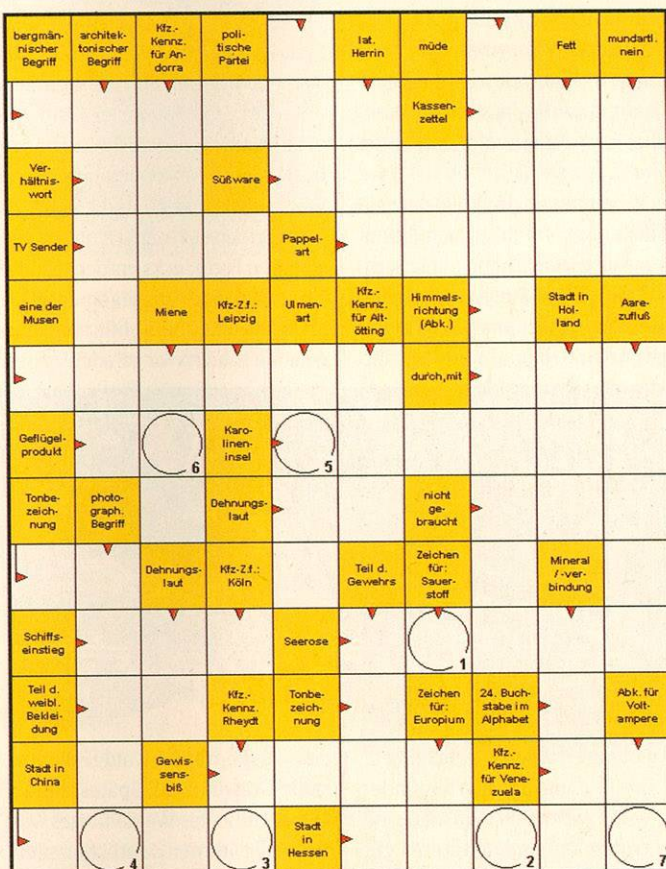 bergmän-
nischer
Begriff
architek-
tonischer
Begriff
Kfz.-
Kennz.
für An-
dorra
poli-
tische
Partei
lat.
Herrin
müde
Fett
mundartl.
nein
Kassen-
zettel
Ver-
hältnis-
wort
Süßware
TV Sender
Pappel-
art
eine der
Musen
Miene
Kfz-Z.f.:
Leipzig
Ulmen-
art
Kfz.-
Kennz.
für Alt-
ötting
Himmels-
richtung
(Abk.)
Stadt in
Hol-
land
Aare-
zufluß
durch,mit
Geflügel-
produkt
6
Karo-
linen-
insel
5
Tonbe-
zeich-
nung
photo-
graph.
Begriff
Dehnungs-
laut
nicht
ge-
braucht
Dehnungs-
laut
Kfz-Z.f.:
Köln
Teil d.
Gewehrs
Zeichen
für:
Sauer-
stoff
Mineral
/-ver-
bindung
Schiffs-
einstieg
Seerose
1
Teil d.
weibl.
Beklei-
dung
Kfz.-
Kennz.
Rheydt
Tonbe-
zeich-
nung
Zeichen
für:
Europium
24. Buch-
stabe im
Alphabet
Abk. für
Volt-
ampere
Stadt in
China
Gewis-
sens-
biß
Kfz.-
Kennz.
für Vene-
zuela
4
3
Stadt
in
Hessen
2
7